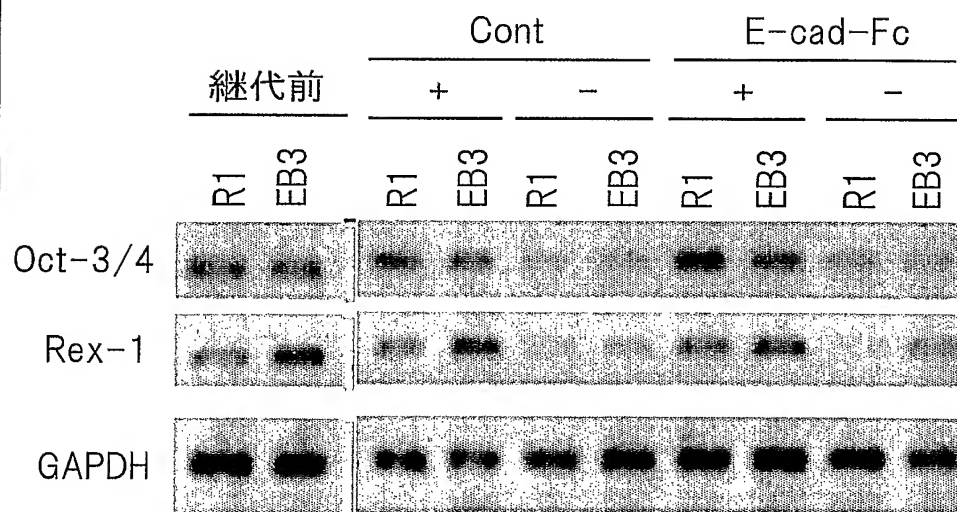 Cont E-cad-Fc
継代前 + − + −
R1 EB3 R1 EB3 R1 EB3 R1 EB3 R1 EB3
Oct-3/4
Rex-1
GAPDH